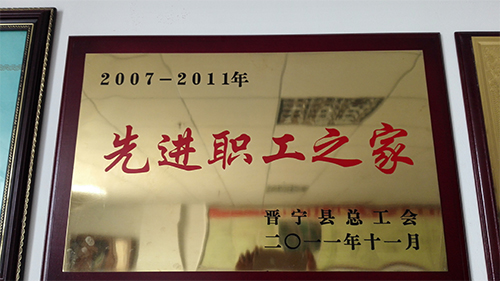 2007-2011年
先进职工之家
晋宁县总工会
二〇一一年十一月